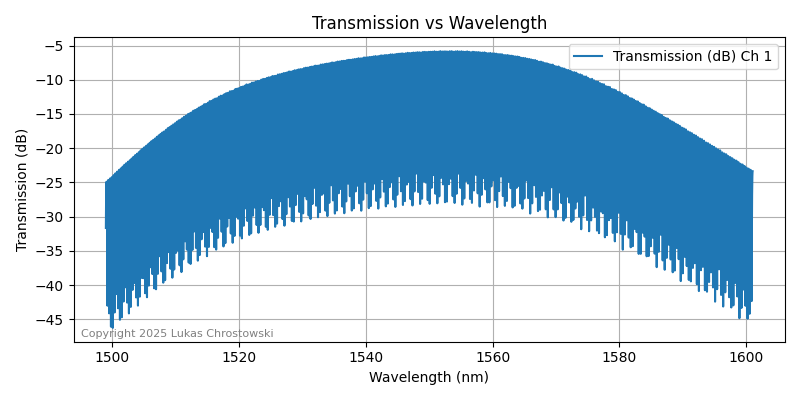 Transmission vs Wavelength
Transmission (dB) Ch 1
Transmission (dB)
−5
−10
−15
−20
−25
−30
−35
−40
−45
Copyright 2025 Lukas Chrostowski
1500 1520 1540 1560 1580 1600
Wavelength (nm)